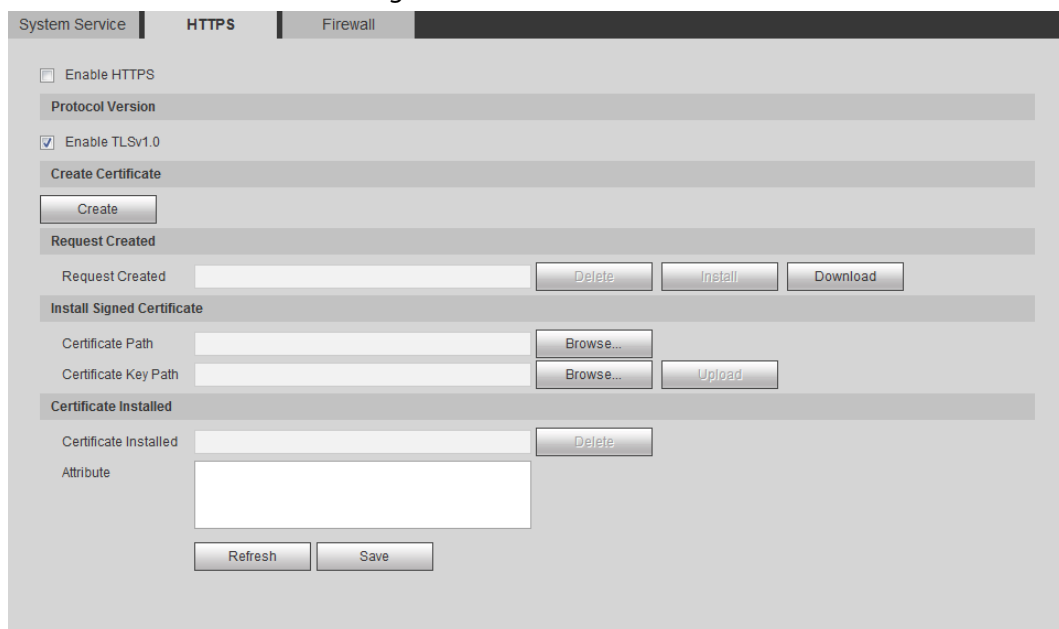 System Service HTTPS Firewall
Enable HTTPS
Protocol Version
Enable TLSv1.0
Create Certificate
Create
Request Created
Request Created Delete Install Download
Install Signed Certificate
Certificate Path Browse...
Certificate Key Path Browse... Upload
Certificate Installed
Certificate Installed Delete
Attribute
Refresh Save